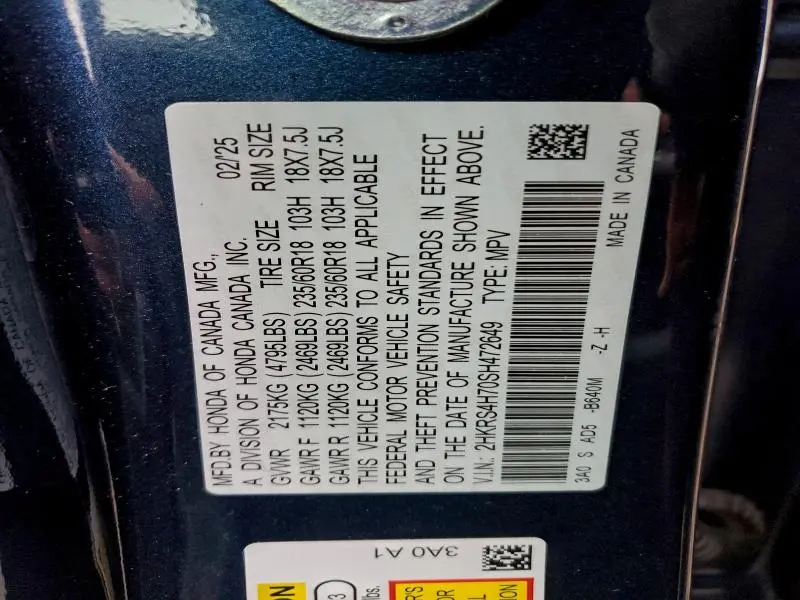 MFD.BY HONDA OF CANADA MFG.,
A DIVISION OF HONDA CANADA INC. 02/'25
GVWR 2175KG (4795LBS) TIRE SIZE RIM SIZE
GAWR F 1120KG (2469LBS) 235/60R18 103H 18X7.5J
GAWR R 1120KG (2469LBS) 235/60R18 103H 18X7.5J
THIS VEHICLE CONFORMS TO ALL APPLICABLE
FEDERAL MOTOR VEHICLE SAFETY
AND THEFT PREVENTION STANDARDS IN EFFECT
ON THE DATE OF MANUFACTURE SHOWN ABOVE.
V.I.N.: 2HKRS4H70SH472649 TYPE: MPV
3A0 S AD5 -B640M -Z -H
MADE IN CANADA
3A0 A1